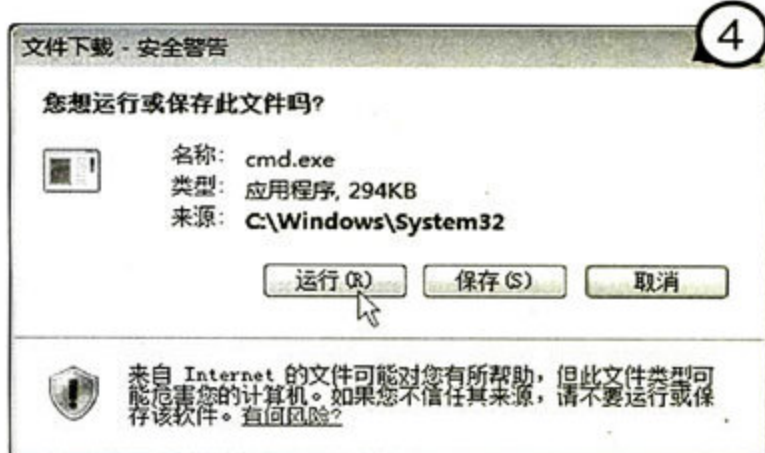 4
文件下载 - 安全警告
您想运行或保存此文件吗?
名称: cmd.exe
类型: 应用程序, 294KB
来源: C:\Windows\System32
运行(R) 保存(S) 取消
来自 Internet 的文件可能对您有所帮助，但此文件类型可
能危害您的计算机。如果您不信任其来源，请不要运行或保
存该软件。有何风险?